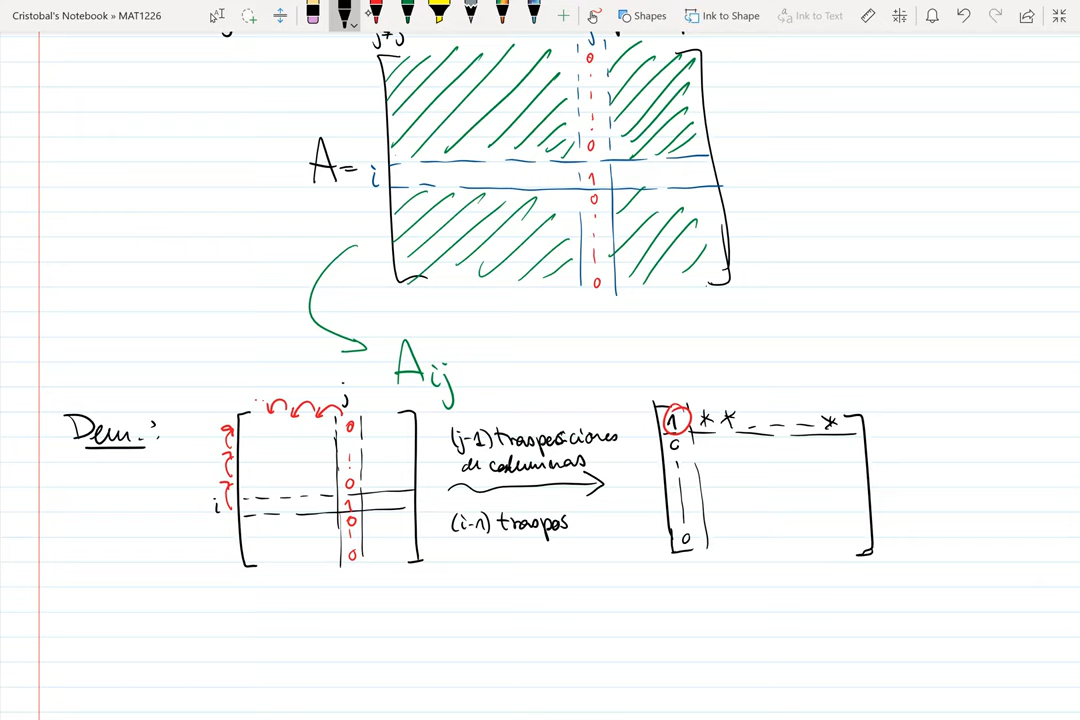 Cristobal's Notebook » MAT1226
Shapes
Ink to Shape
Ink to Text
j
0
0
A =
i
1
0
0
A ij
j
Dem.:
0
0
i
1
0
0
(j-1) trasposiciones
de columnas
(i-1) traspos
1 * * _ - - - *
0
0